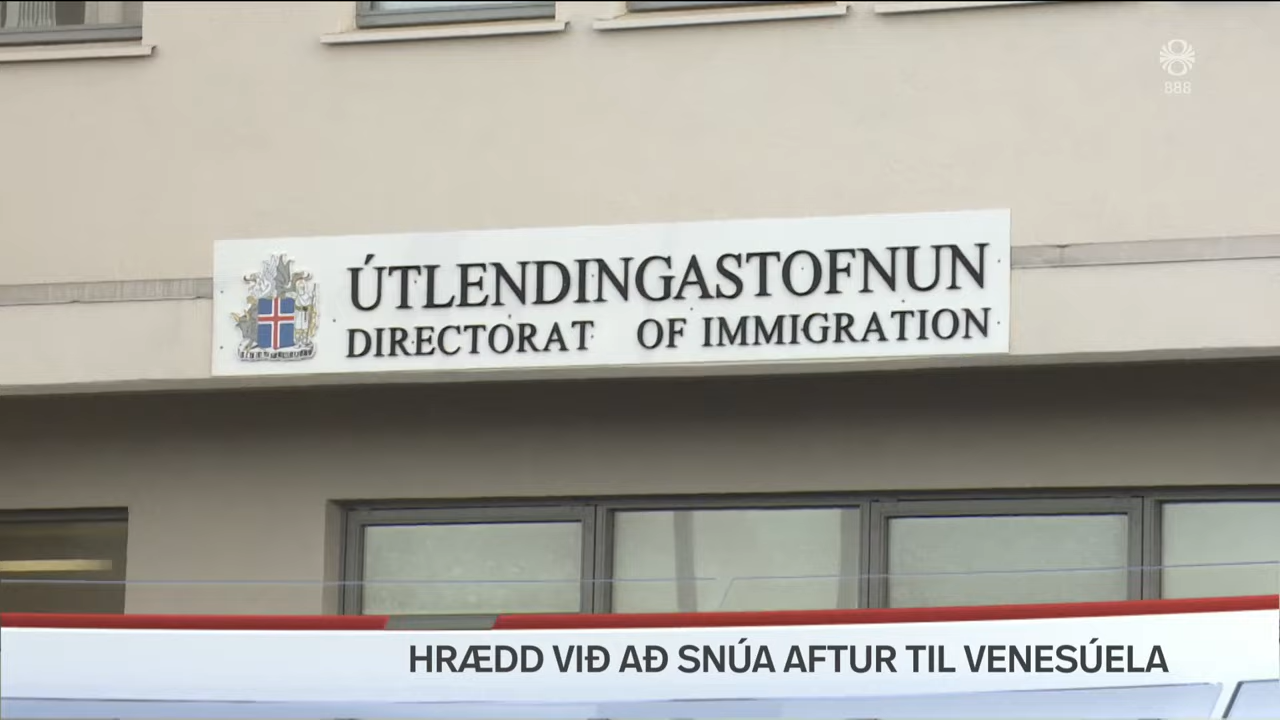 888
ÚTLENDINGASTOFNUN
DIRECTORAT OF IMMIGRATION
HRÆDD VIÐ AÐ SNÚA AFTUR TIL VENESÚELA